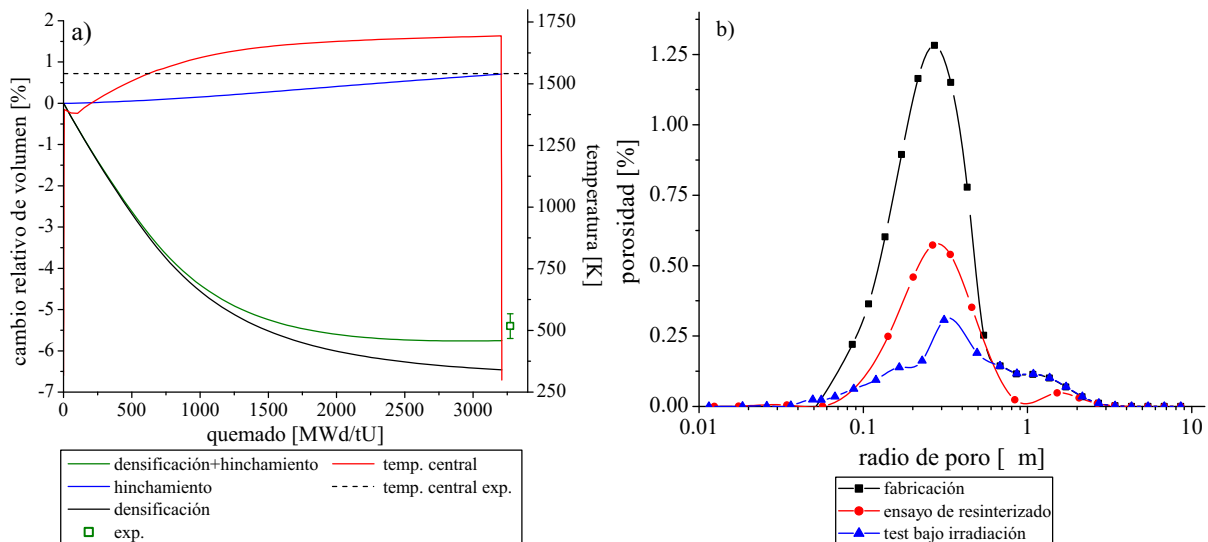 a)
cambio relativo de volumen [%]
2
1
0
-1
-2
-3
-4
-5
-6
-7
0 500 1000 1500 2000 2500 3000
quemado [MWd/tU]
1750
1500
1250
1000
750
500
250
temperatura [K]
densificación+hinchamiento
hinchamiento
densificación
exp.
temp. central
temp. central exp.
b)
porosidad [%]
1.25
1.00
0.75
0.50
0.25
0.00
0.01 0.1 1 10
radio de poro [ m]
fabricación
ensayo de resinterizado
test bajo irradiación